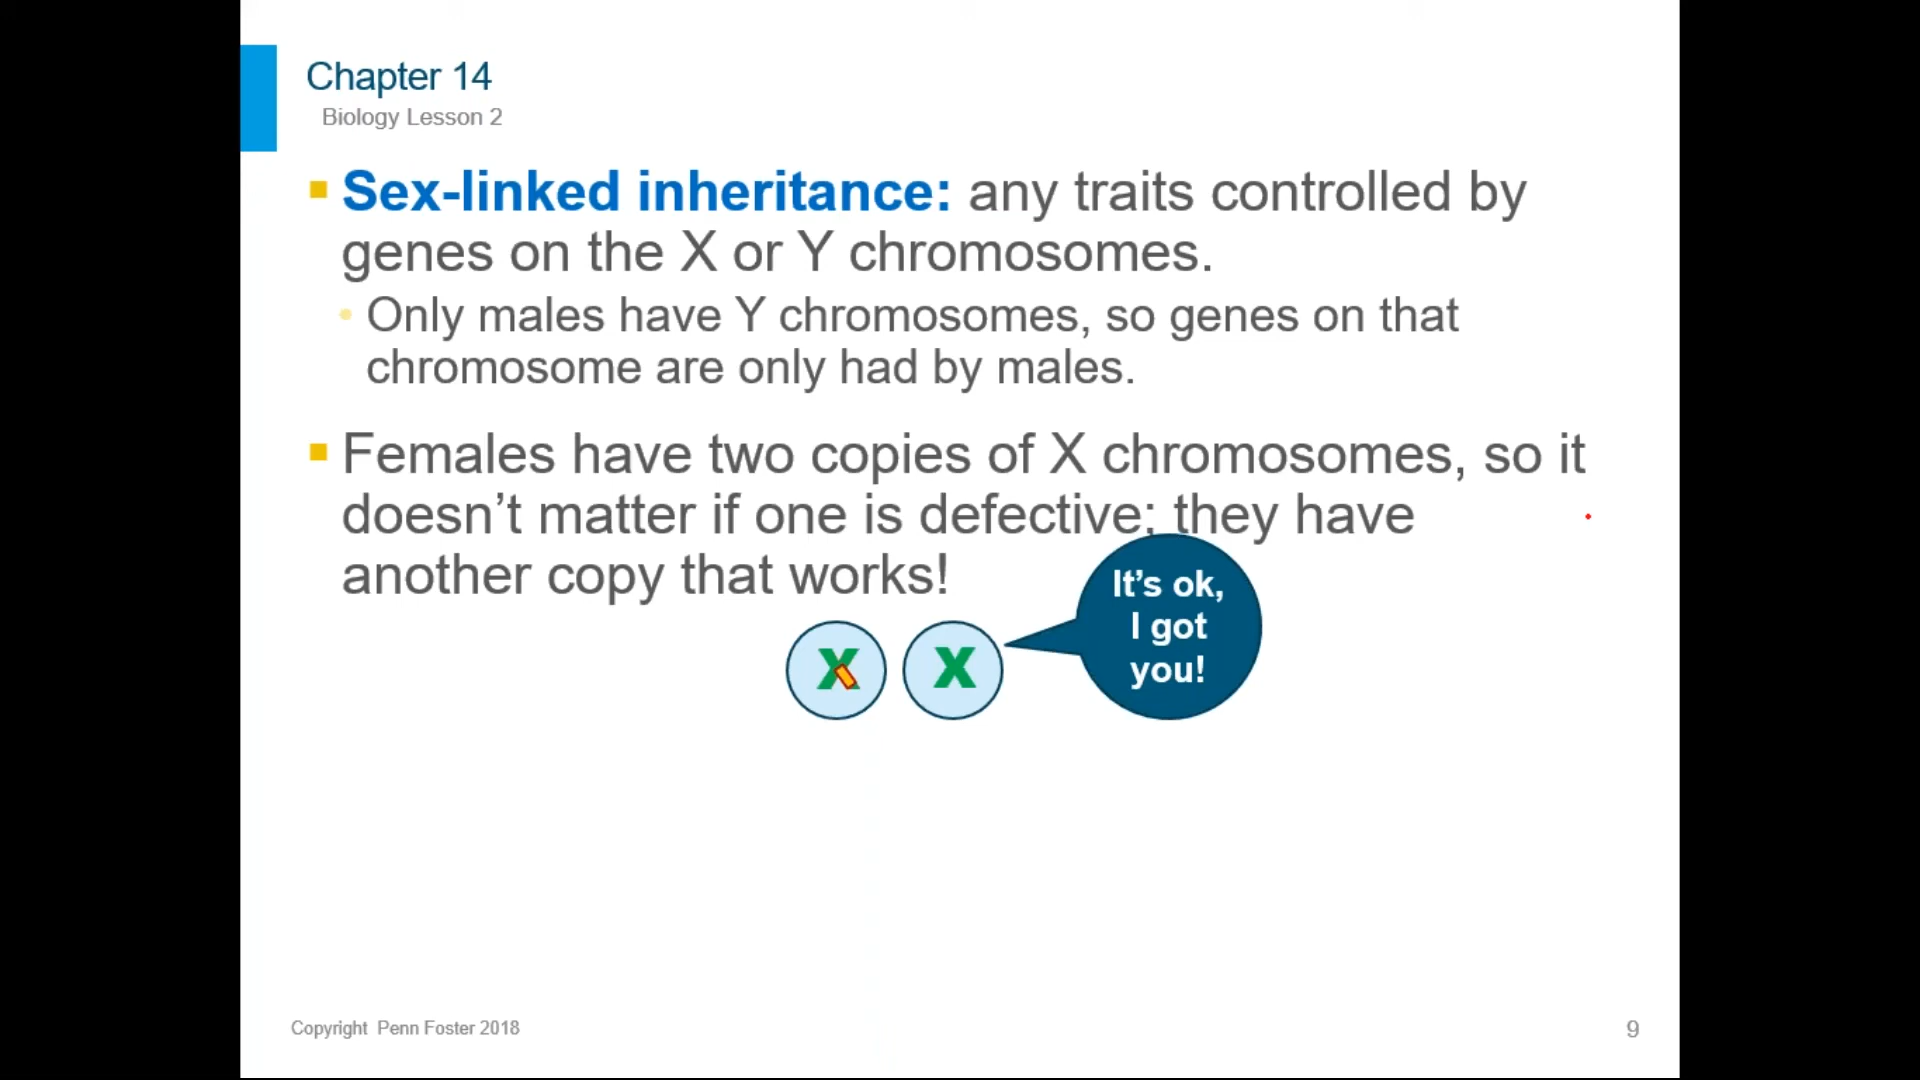 Chapter 14
Biology Lesson 2
Sex-linked inheritance: any traits controlled by
genes on the X or Y chromosomes.
Only males have Y chromosomes, so genes on that
chromosome are only had by males.
Females have two copies of X chromosomes, so it
doesn’t matter if one is defective; they have
another copy that works!
It’s ok,
I got
you!
X X
Copyright Penn Foster 2018
9